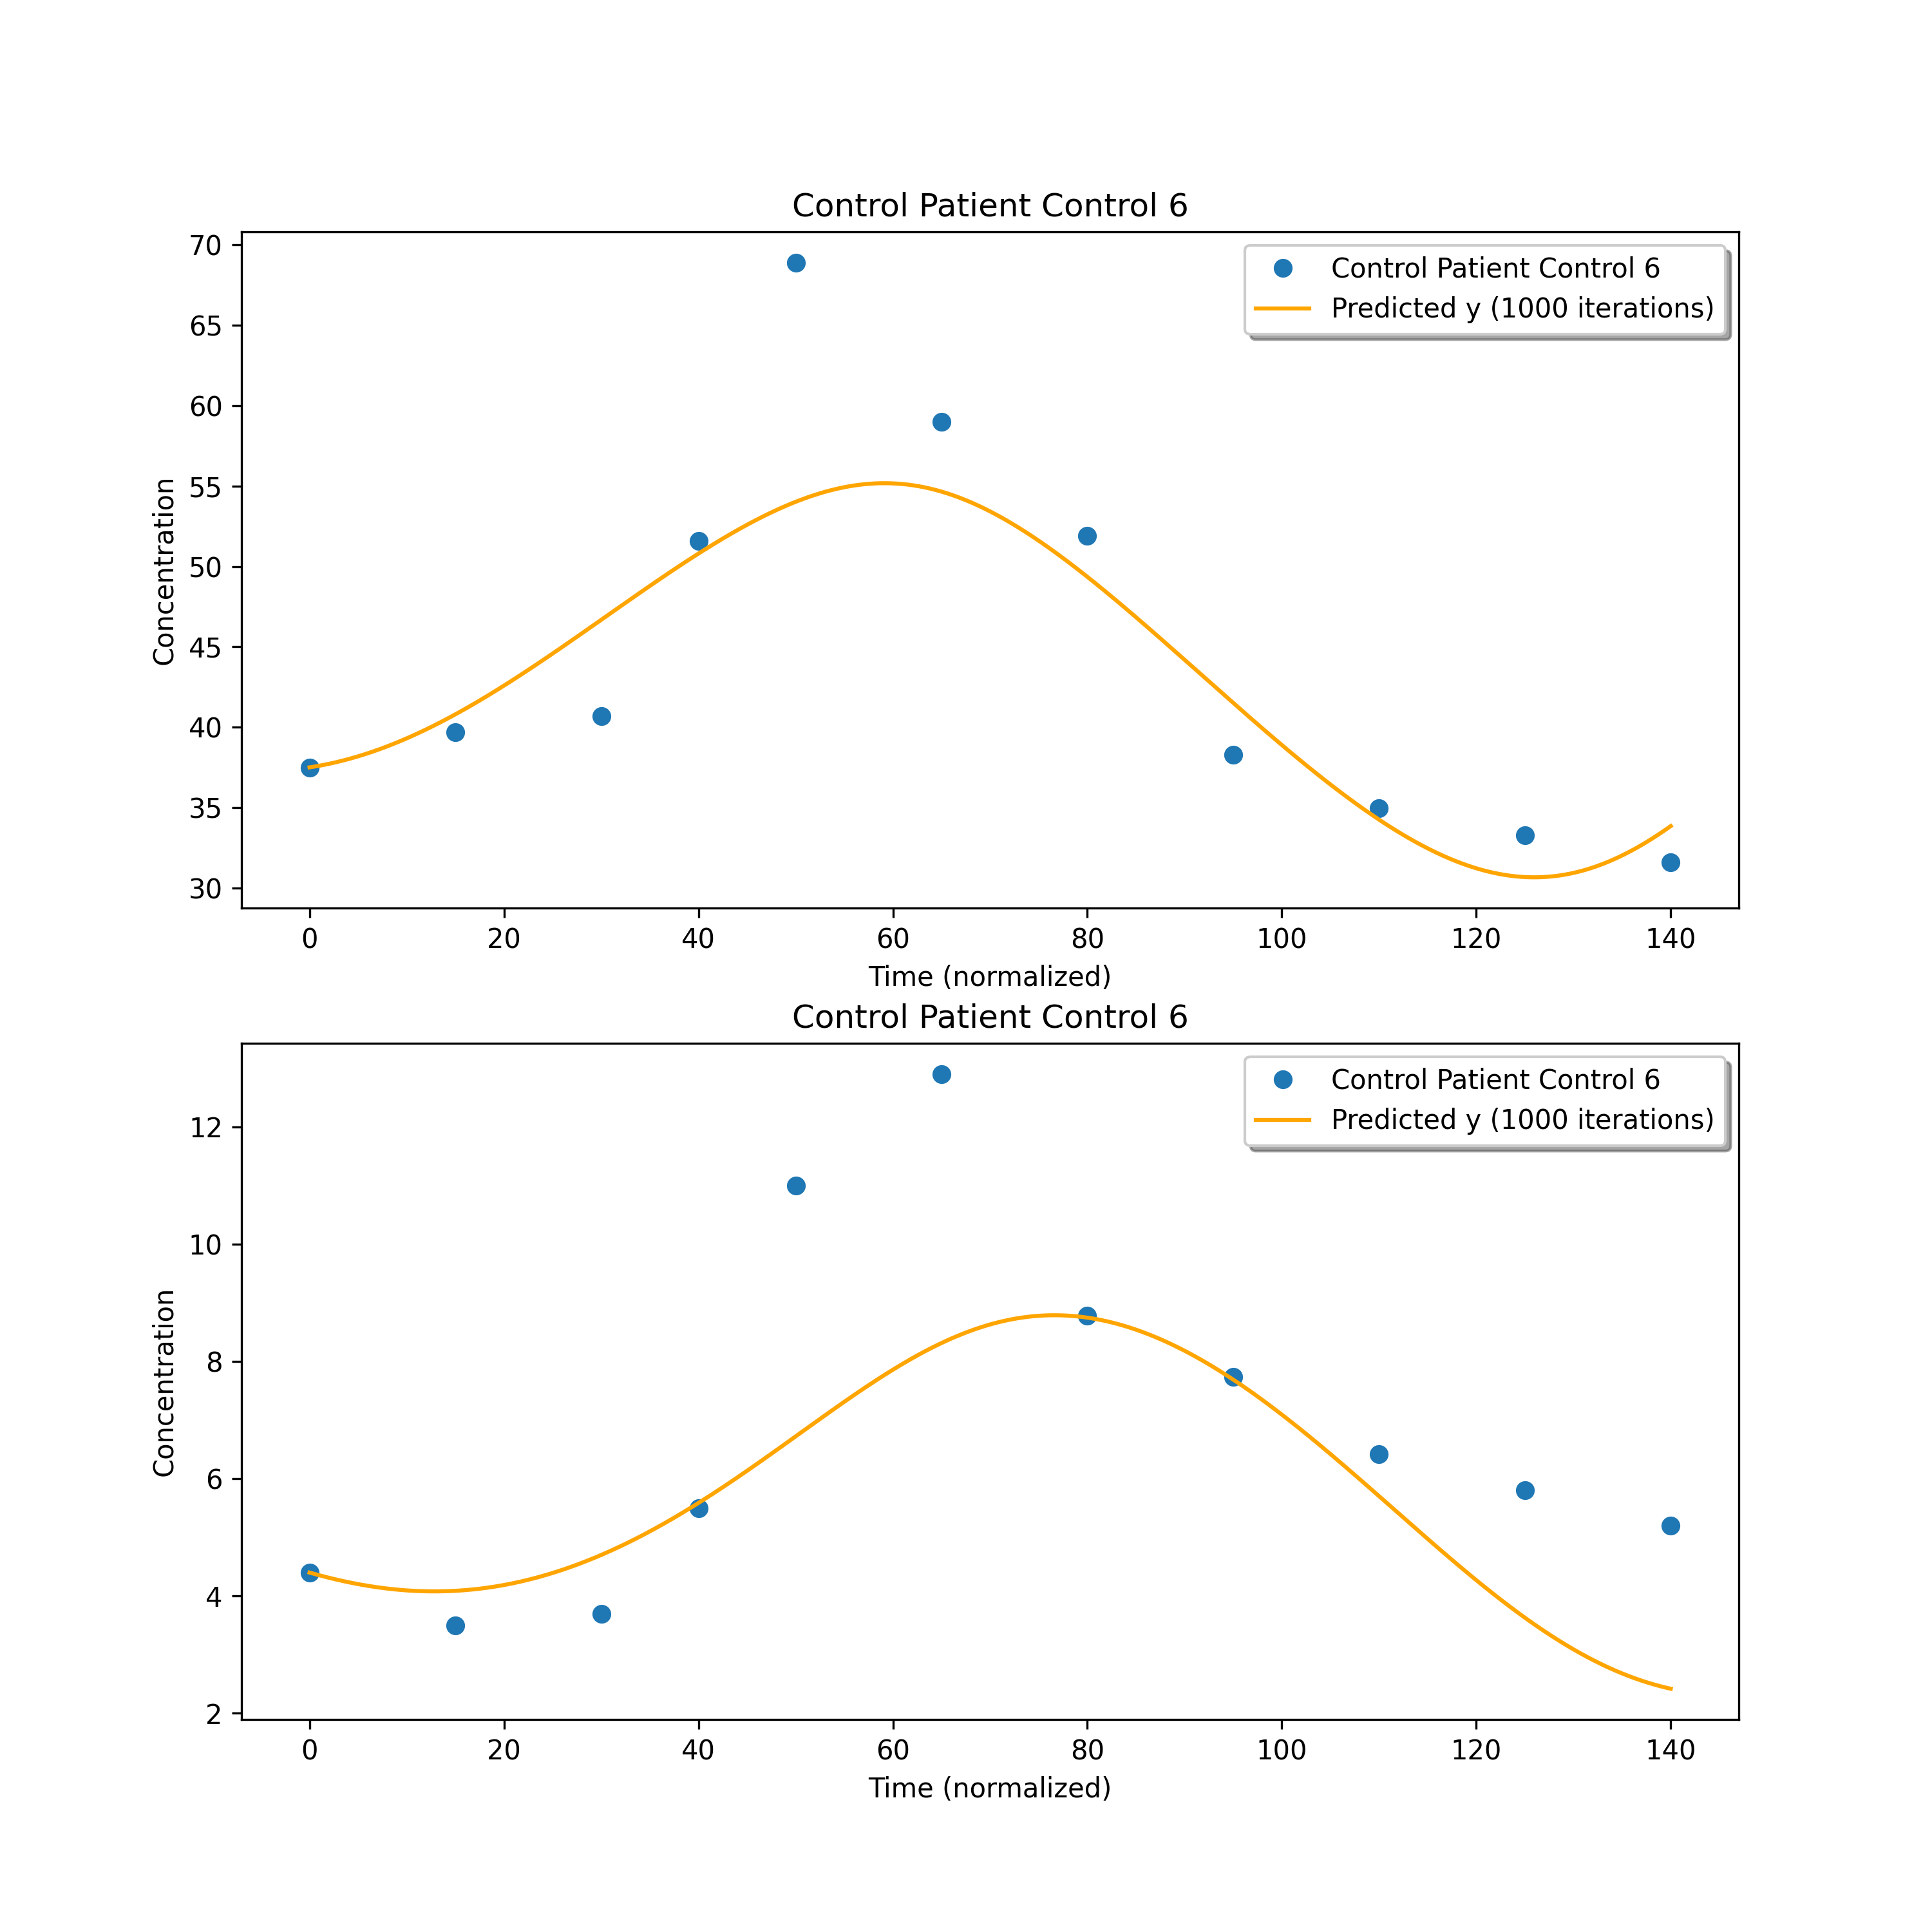 Control Patient Control 6
70
65
60
55
50
45
40
35
30
Concentration
Control Patient Control 6
Predicted y (1000 iterations)
0 20 40 60 80 100 120 140
Time (normalized)
Control Patient Control 6
12
10
8
6
4
2
Concentration
Control Patient Control 6
Predicted y (1000 iterations)
0 20 40 60 80 100 120 140
Time (normalized)